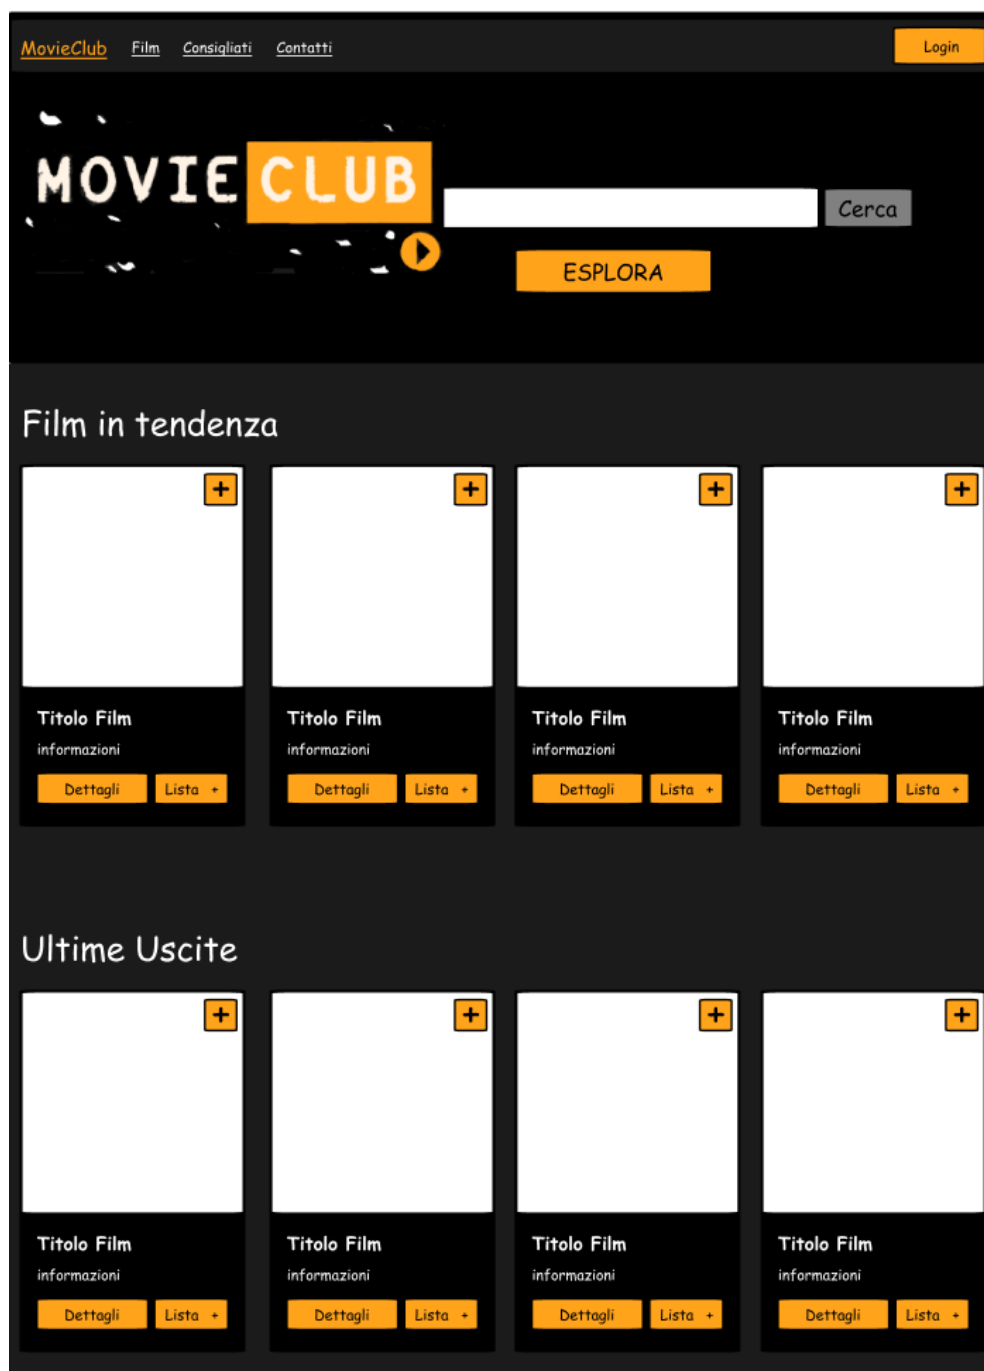 MovieClub Film Consigliati Contatti Login
MOVIE CLUB
Cerca
ESPLORA
Film in tendenza
+ + + +
Titolo Film Titolo Film Titolo Film Titolo Film
informazioni informazioni informazioni informazioni
Dettagli Lista + Dettagli Lista + Dettagli Lista + Dettagli Lista +
Ultime Uscite
+ + + +
Titolo Film Titolo Film Titolo Film Titolo Film
informazioni informazioni informazioni informazioni
Dettagli Lista + Dettagli Lista + Dettagli Lista + Dettagli Lista +